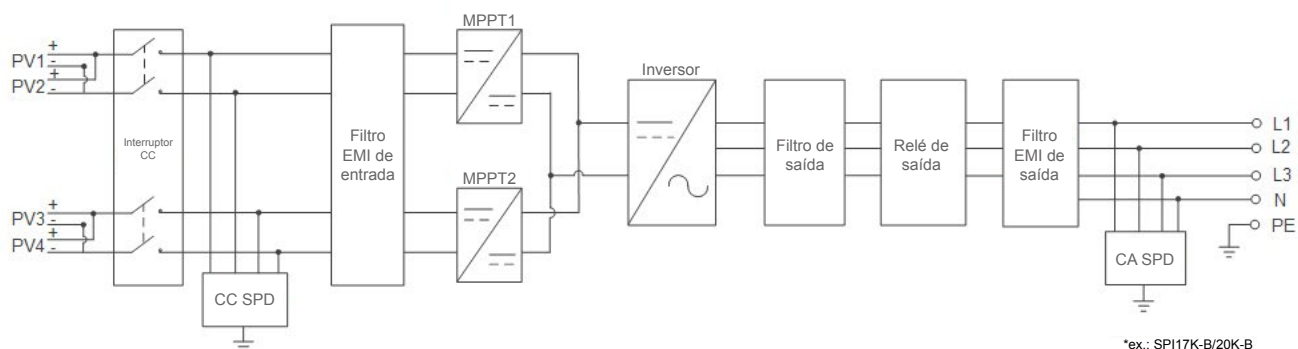 MPPT1
+
PV1
-
+
PV2
-
Interruptor
CC
PV3
+
-
+
PV4
-
CC SPD
Filtro
EMI de
entrada
MPPT2
Inversor
Filtro de
saída
Relé de
saída
Filtro
EMI de
saída
L1
L2
L3
N
PE
CA SPD
*ex.: SPI17K-B/20K-B